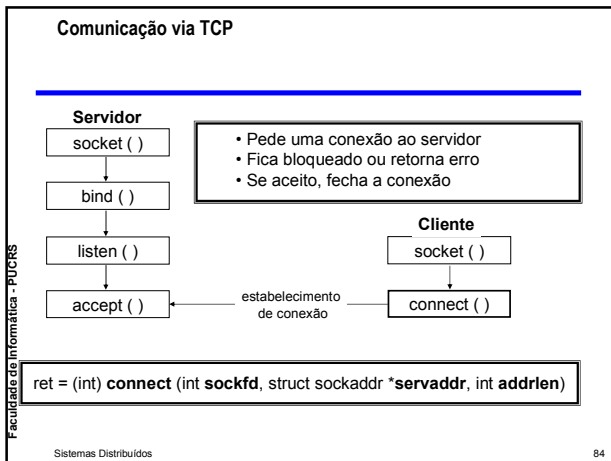 Comunicação via TCP
Servidor
socket ( )
• Pede uma conexão ao servidor
• Fica bloqueado ou retorna erro
• Se aceito, fecha a conexão
bind ( )
Cliente
listen ( )
socket ( )
accept ( )
estabelecimento
de conexão
connect ( )
ret = (int) connect (int sockfd, struct sockaddr *servaddr, int addrlen)
Faculdade de Informática - PUCRS
Sistemas Distribuídos
84